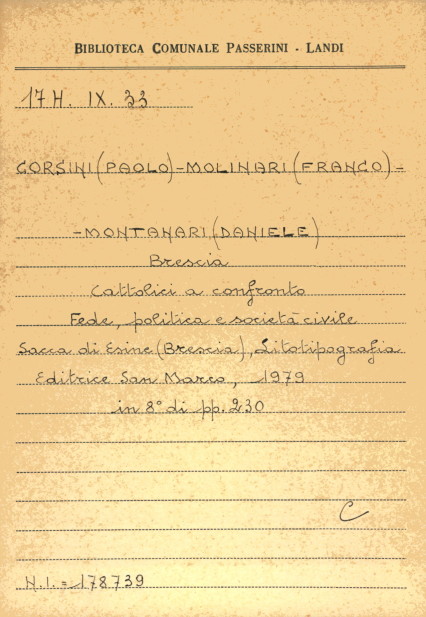 BIBLIOTECA COMUNALE PASSERINI - LANDI
17H. IX. 33
CORSINI (PAOLO) - MOLINARI (FRANCO) -
- MONTANARI (DANIELE)
Brescia
Cattolici a confronto
Fede, politica e società civile
Sacca di Esine (Brescia), Litotipografia
Editrice San Marco, 1979
in 8° di pp. 230
C
N.I. = 178739